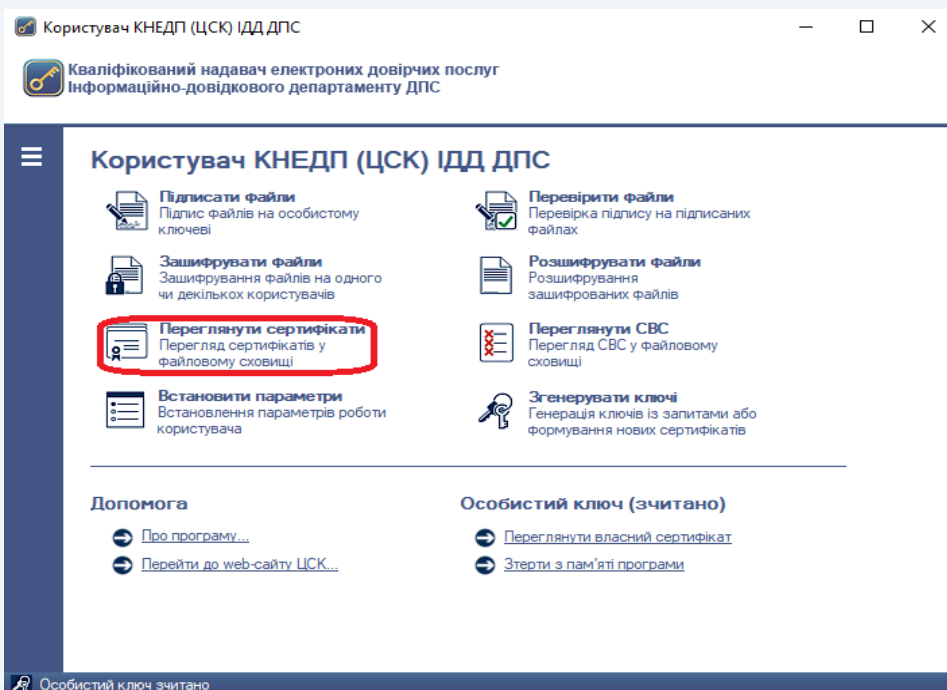 Користувач КНЕДП (ЦСК) ІДД ДПС
Кваліфікований надавач електроних довірчих послуг
Інформаційно-довідкового департаменту ДПС
Користувач КНЕДП (ЦСК) ІДД ДПС
Підписати файли
Підпис файлів на особистому
ключеві
Перевірити файли
Перевірка підпису на підписаних
файлах
Зашифрувати файли
Зашифрування файлів на одного
чи декількох користувачів
Розшифрувати файли
Розшифрування
зашифрованих файлів
Переглянути сертифікати
Перегляд сертифікатів у
файловому сховищі
Переглянути СВС
Перегляд СВС у файловому
сховищі
Встановити параметри
Встановлення параметрів роботи
користувача
Згенерувати ключі
Генерація ключів із запитами або
формування нових сертифікатів
Допомога
Про програму...
Перейти до web-сайту ЦСК...
Особистий ключ (зчитано)
Переглянути власний сертифікат
Зтерти з пам'яті програми
Особистий ключ зчитано